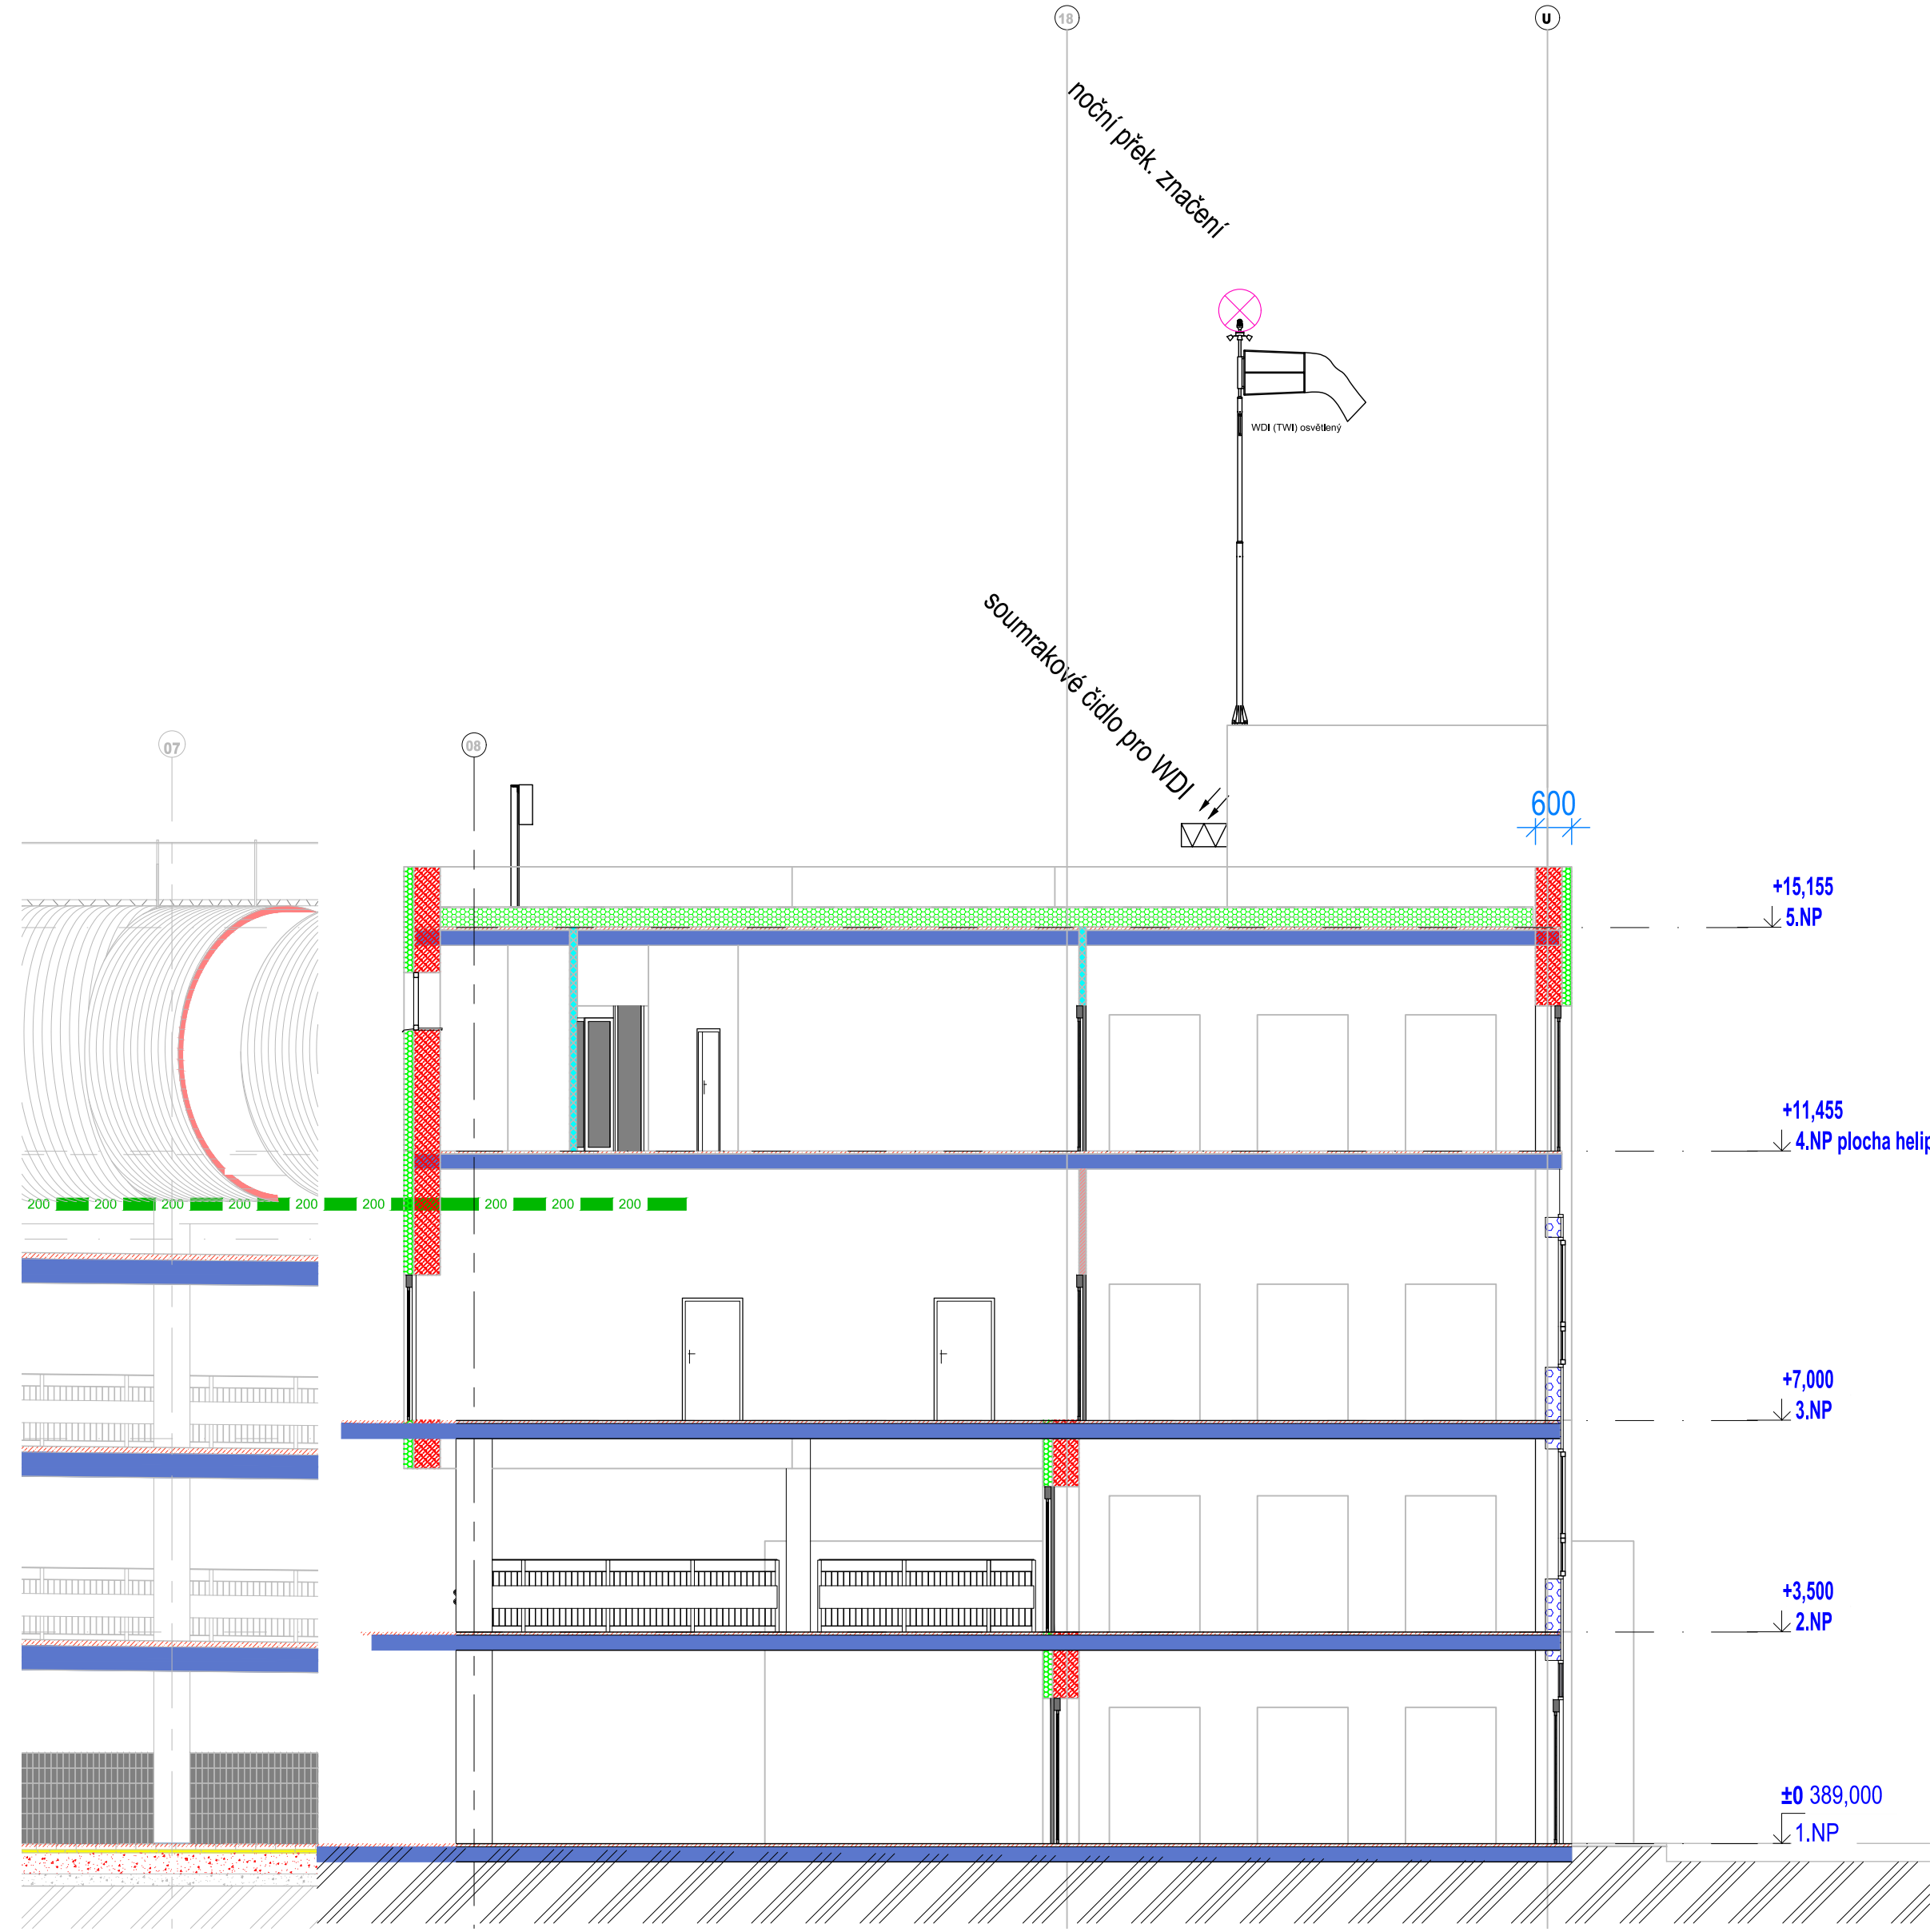 18
U
noční přek. značení
WDI (TWI) osvětlený
soumrakové čidlo pro WDI
07
08
600
+15,155
5.NP
+11,455
4.NP plocha helip
200 200 200 200 200 200 200 200 200
+7,000
3.NP
+3,500
2.NP
±0 389,000
1.NP